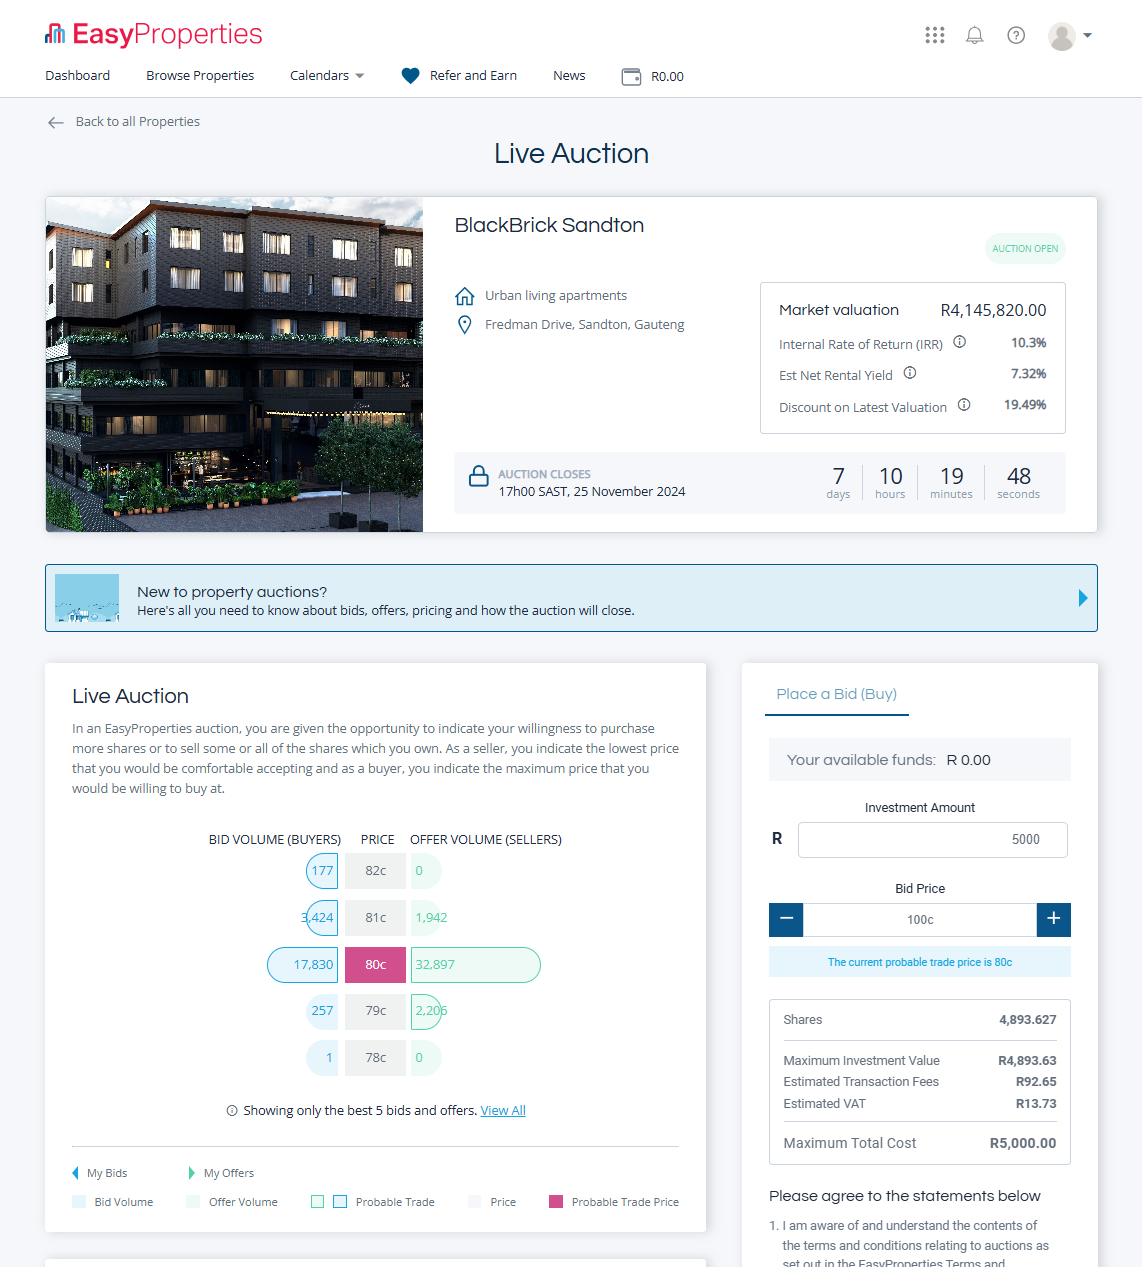 EasyProperties
Dashboard Browse Properties Calendars Refer and Earn News R0.00
Back to all Properties
Live Auction
BlackBrick Sandton
AUCTION OPEN
Urban living apartments
Fredman Drive, Sandton, Gauteng
Market valuation R4,145,820.00
Internal Rate of Return (IRR) 10.3%
Est Net Rental Yield 7.32%
Discount on Latest Valuation 19.49%
AUCTION CLOSES
17h00 SAST, 25 November 2024
7 10 19 48
days hours minutes seconds
New to property auctions?
Here's all you need to know about bids, offers, pricing and how the auction will close.
Live Auction
In an EasyProperties auction, you are given the opportunity to indicate your willingness to purchase
more shares or to sell some or all of the shares which you own. As a seller, you indicate the lowest price
that you would be comfortable accepting and as a buyer, you indicate the maximum price that you
would be willing to buy at.
BID VOLUME (BUYERS) PRICE OFFER VOLUME (SELLERS)
177 82c 0
3,424 81c 1,942
17,830 80c 32,897
257 79c 2,206
1 78c 0
Showing only the best 5 bids and offers. View All
My Bids My Offers
Bid Volume Offer Volume Probable Trade Price Probable Trade Price
Place a Bid (Buy)
Your available funds: R 0.00
Investment Amount
R 5000
Bid Price
− 100c +
The current probable trade price is 80c
Shares 4,893.627
Maximum Investment Value R4,893.63
Estimated Transaction Fees R92.65
Estimated VAT R13.73
Maximum Total Cost R5,000.00
Please agree to the statements below
1. I am aware of and understand the contents of
the terms and conditions relating to auctions as
set out in the EasyProperties Terms and